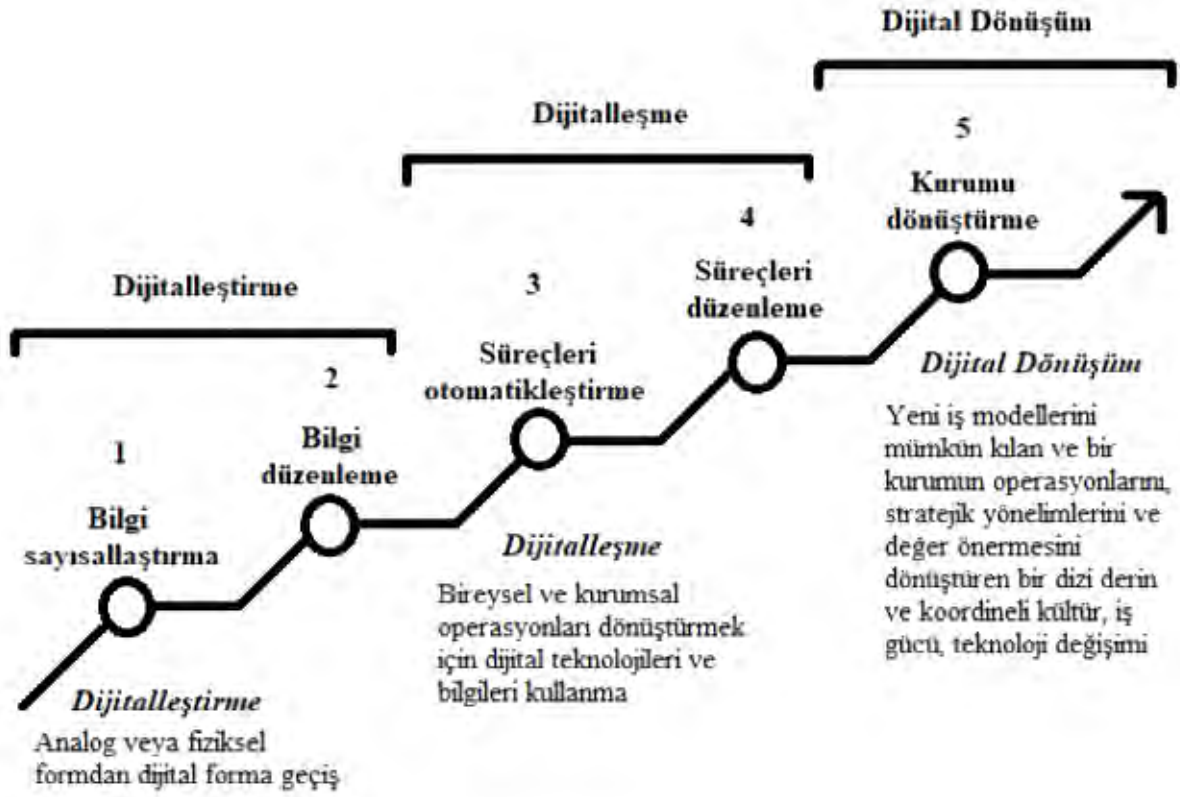 Dijitalleştirme
1
Bilgi
sayısallaştırma
2
Bilgi
düzenleme
Dijitalleştirme
Analog veya fiziksel
formdan dijital forma geçiş
Dijitalleşme
3
Süreçleri
otomatikleştirme
4
Süreçleri
düzenleme
Dijitalleşme
Bireysel ve kurumsal
operasyonları dönüştürmek
için dijital teknolojileri ve
bilgileri kullanma
Dijital Dönüşüm
5
Kurumu
dönüştürme
Dijital Dönüşüm
Yeni iş modellerini
mümkün kılan ve bir
kurumun operasyonlarını,
stratejik yönelimlerini ve
değer önermesini
dönüştüren bir dizi derin
ve koordineli kültür, iş
gücü, teknoloji değişimi